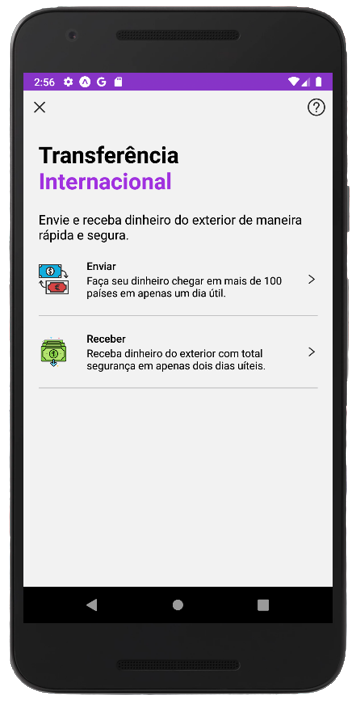 2:56
Transferência
Internacional
Envie e receba dinheiro do exterior de maneira
rápida e segura.
Enviar
Faça seu dinheiro chegar em mais de 100
países em apenas um dia útil.
Receber
Receba dinheiro do exterior com total
segurança em apenas dois dias uíteis.